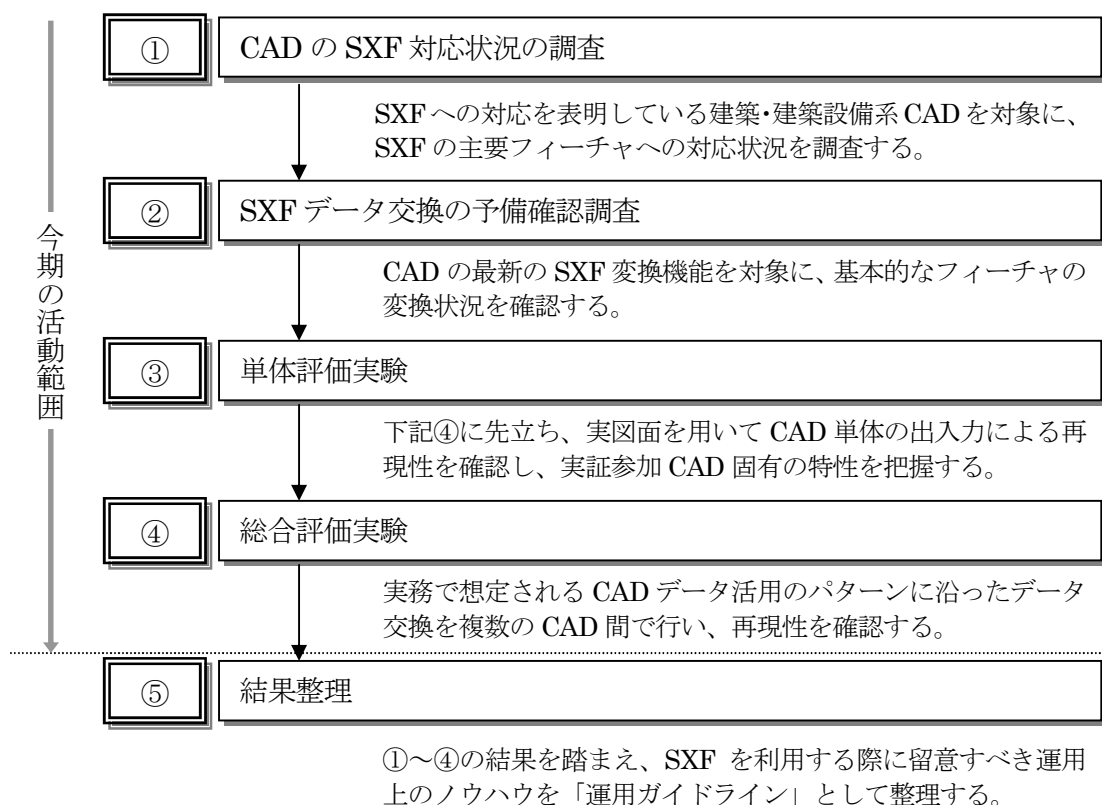 ① CAD の SXF 対応状況の調査
SXF への対応を表明している建築・建築設備系 CAD を対象に、
SXF の主要フィーチャへの対応状況を調査する。
② SXF データ交換の予備確認調査
CAD の最新の SXF 変換機能を対象に、基本的なフィーチャの
変換状況を確認する。
今期の活動範囲
③ 単体評価実験
下記④に先立ち、実図面を用いて CAD 単体の出入力による再
現性を確認し、実証参加 CAD 固有の特性を把握する。
④ 総合評価実験
実務で想定される CAD データ活用のパターンに沿ったデータ
交換を複数の CAD 間で行い、再現性を確認する。
⑤ 結果整理
①～④の結果を踏まえ、SXF を利用する際に留意すべき運用
上のノウハウを「運用ガイドライン」として整理する。